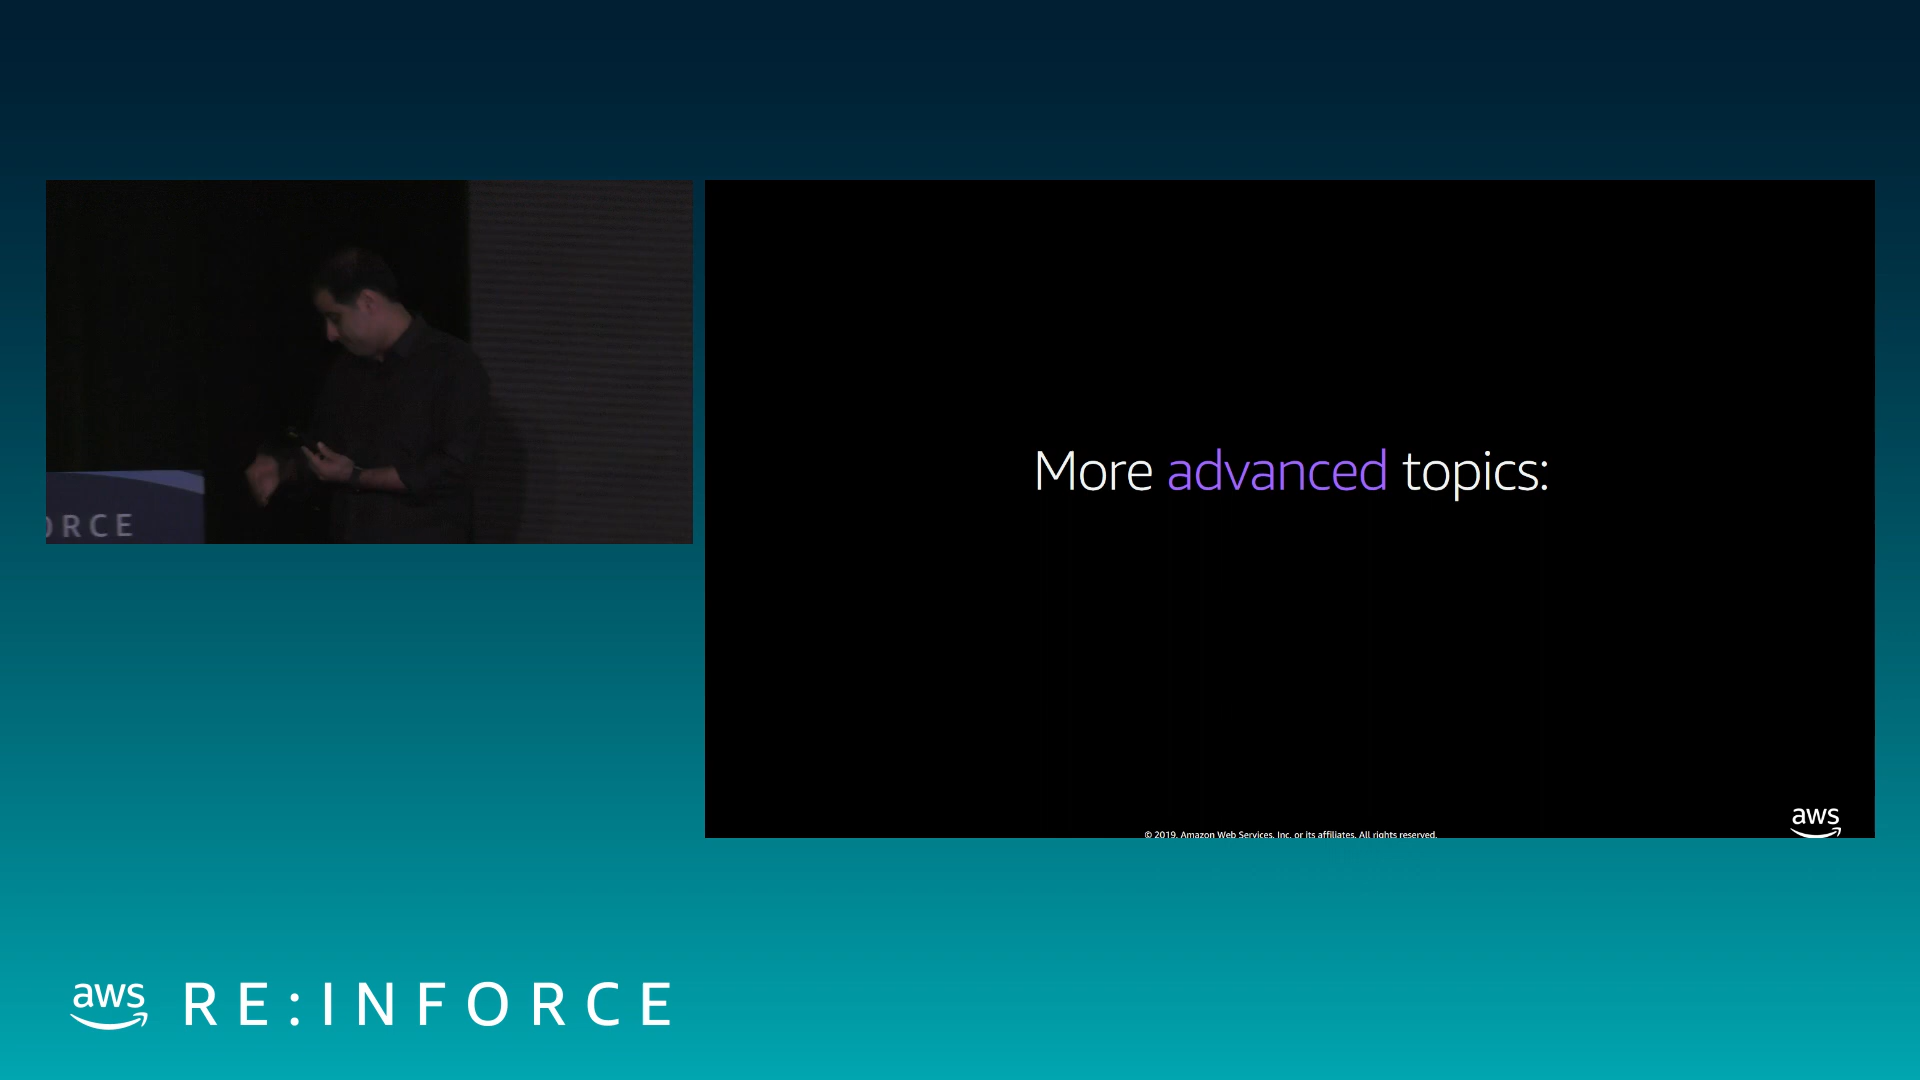 ORCE
More advanced topics:
© 2019, Amazon Web Services, Inc. or its affiliates. All rights reserved.
aws
aws RE:INFORCE